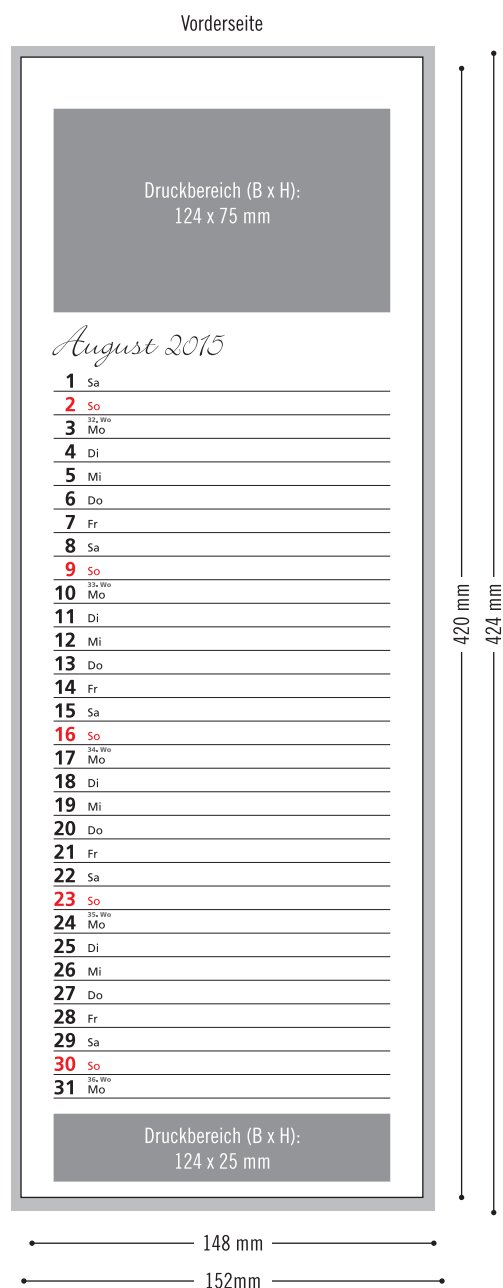 Vorderseite
Druckbereich (B x H):
124 x 75 mm
August 2015
1 Sa
2 So
32. Wo
3 Mo
4 Di
5 Mi
6 Do
7 Fr
8 Sa
9 So
33. Wo
10 Mo
11 Di
12 Mi
13 Do
14 Fr
15 Sa
16 So
34. Wo
17 Mo
18 Di
19 Mi
20 Do
21 Fr
22 Sa
23 So
35. Wo
24 Mo
25 Di
26 Mi
27 Do
28 Fr
29 Sa
30 So
36. Wo
31 Mo
Druckbereich (B x H):
124 x 25 mm
420 mm
424 mm
148 mm
152mm